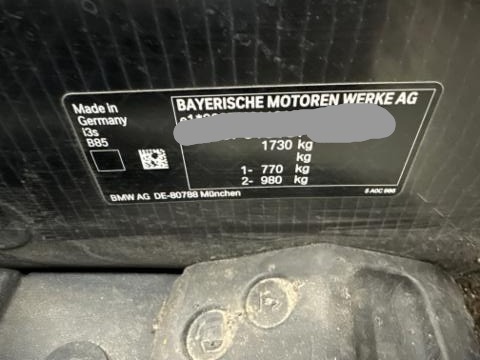 Made in
Germany
I3s
B85
BAYERISCHE MOTOREN WERKE AG
1730 kg
kg
1- 770 kg
2- 980 kg
BMW AG DE-80788 München